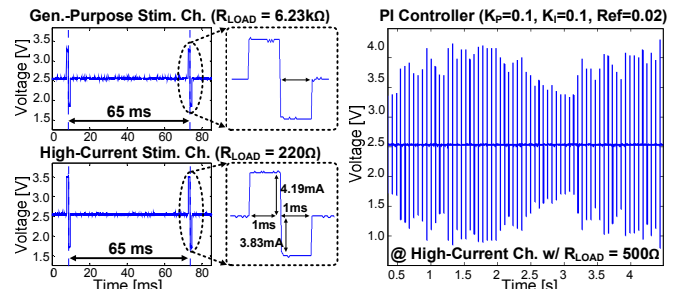 Gen.-Purpose Stim. Ch. (RLOAD = 6.23kΩ)
Voltage [V]
3.5
3.0
2.5
2.0
1.5
65 ms
0 20 40 60 80
High-Current Stim. Ch. (RLOAD = 220Ω)
Voltage [V]
3.5
3.0
2.5
2.0
1.5
65 ms
4.19mA
1ms
1ms
3.83mA
0 20 40 60 80
Time [ms]
PI Controller (KP=0.1, KI=0.1, Ref=0.02)
Voltage [V]
4.0
3.5
3.0
2.5
2.0
1.5
1.0
@ High-Current Ch. w/ RLOAD = 500Ω
0.5 1 1.5 2 2.5 3 3.5 4
Time [s]